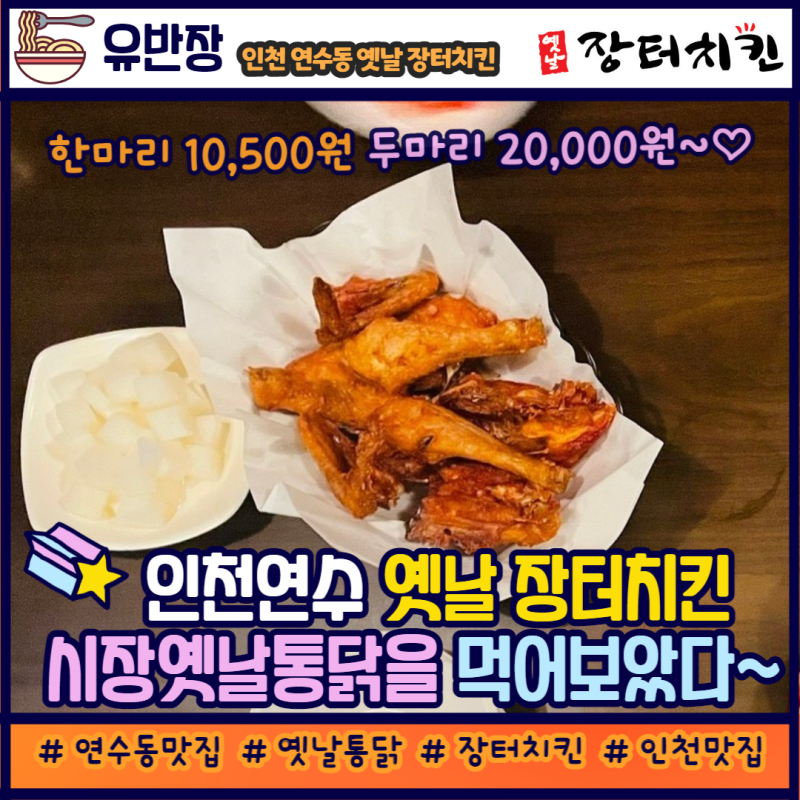 유반장 인천 연수동 옛날 장터치킨 옛날 장터치킨
한마리 10,500원 두마리 20,000원~♡
인천연수 옛날 장터치킨
시장옛날통닭을 먹어보았다~
# 연수동맛집 # 옛날통닭 # 장터치킨 # 인천맛집